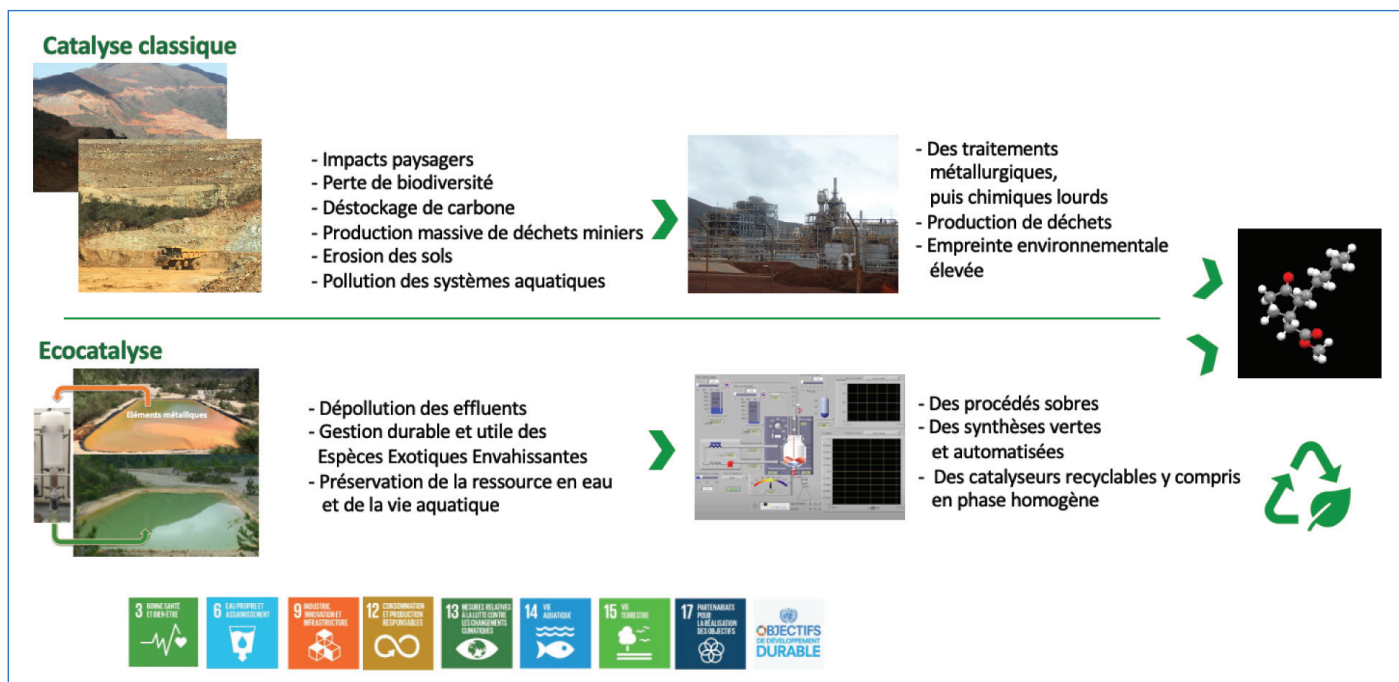 Catalyse classique
- Impacts paysagers
- Perte de biodiversité
- Déstockage de carbone
- Production massive de déchets miniers
- Erosion des sols
- Pollution des systèmes aquatiques
- Des traitements
métallurgiques,
puis chimiques lourds
- Production de déchets
- Empreinte environnementale
élevée
Ecocatalyse
Eléments métalliques
- Dépollution des effluents
- Gestion durable et utile des
Espèces Exotiques Envahissantes
- Préservation de la ressource en eau
et de la vie aquatique
- Des procédés sobres
- Des synthèses vertes
et automatisées
- Des catalyseurs recyclables y compris
en phase homogène
3 BONNE SANTÉ
ET BIEN-ÊTRE
6 EAU PROPRE ET
ASSAINISSEMENT
9 INDUSTRIE,
INNOVATION ET
INFRASTRUCTURE
12 CONSOMMATION
ET PRODUCTION
RESPONSABLES
13 MESURES RELATIVES
À LA LUTTE CONTRE
LES CHANGEMENTS
CLIMATIQUES
14 VIE
AQUATIQUE
15 VIE
TERRESTRE
17 PARTENARIATS
POUR
LA RÉALISATION
DES OBJECTIFS
OBJECTIFS
DE DÉVELOPPEMENT
DURABLE